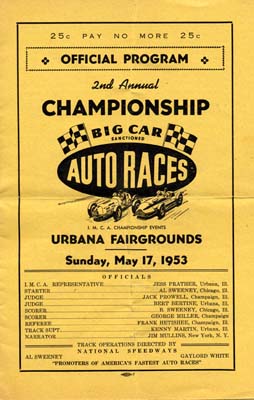 25c PAY NO MORE 25c
OFFICIAL PROGRAM
2nd Annual
CHAMPIONSHIP
BIG CAR
SANCTIONED
AUTO RACES
I. M. C. A. CHAMPIONSHIP EVENTS
URBANA FAIRGROUNDS
Sunday, May 17, 1953
OFFICIALS
I. M. C. A. REPRESENTATIVE JESS PRATHER, Urbana, Ill.
STARTER AL SWEENEY, Chicago, Ill.
JUDGE JACK PROWELL, Champaign, Ill.
JUDGE BERT BERTINE, Urbana, Ill.
SCORER B. SWEENEY, Chicago, Ill.
SCORER GEORGE MILLER, Champaign
REFEREE FRANK HETISHEE, Champaign, Ill.
TRACK SUPT. KENNY MARTIN, Urbana, Ill.
NARRATOR JIM MULLINS, New York, N. Y.
TRACK OPERATIONS DIRECTED BY
NATIONAL SPEEDWAYS
AL SWEENEY GAYLORD WHITE
"PROMOTERS OF AMERICA'S FASTEST AUTO RACES"